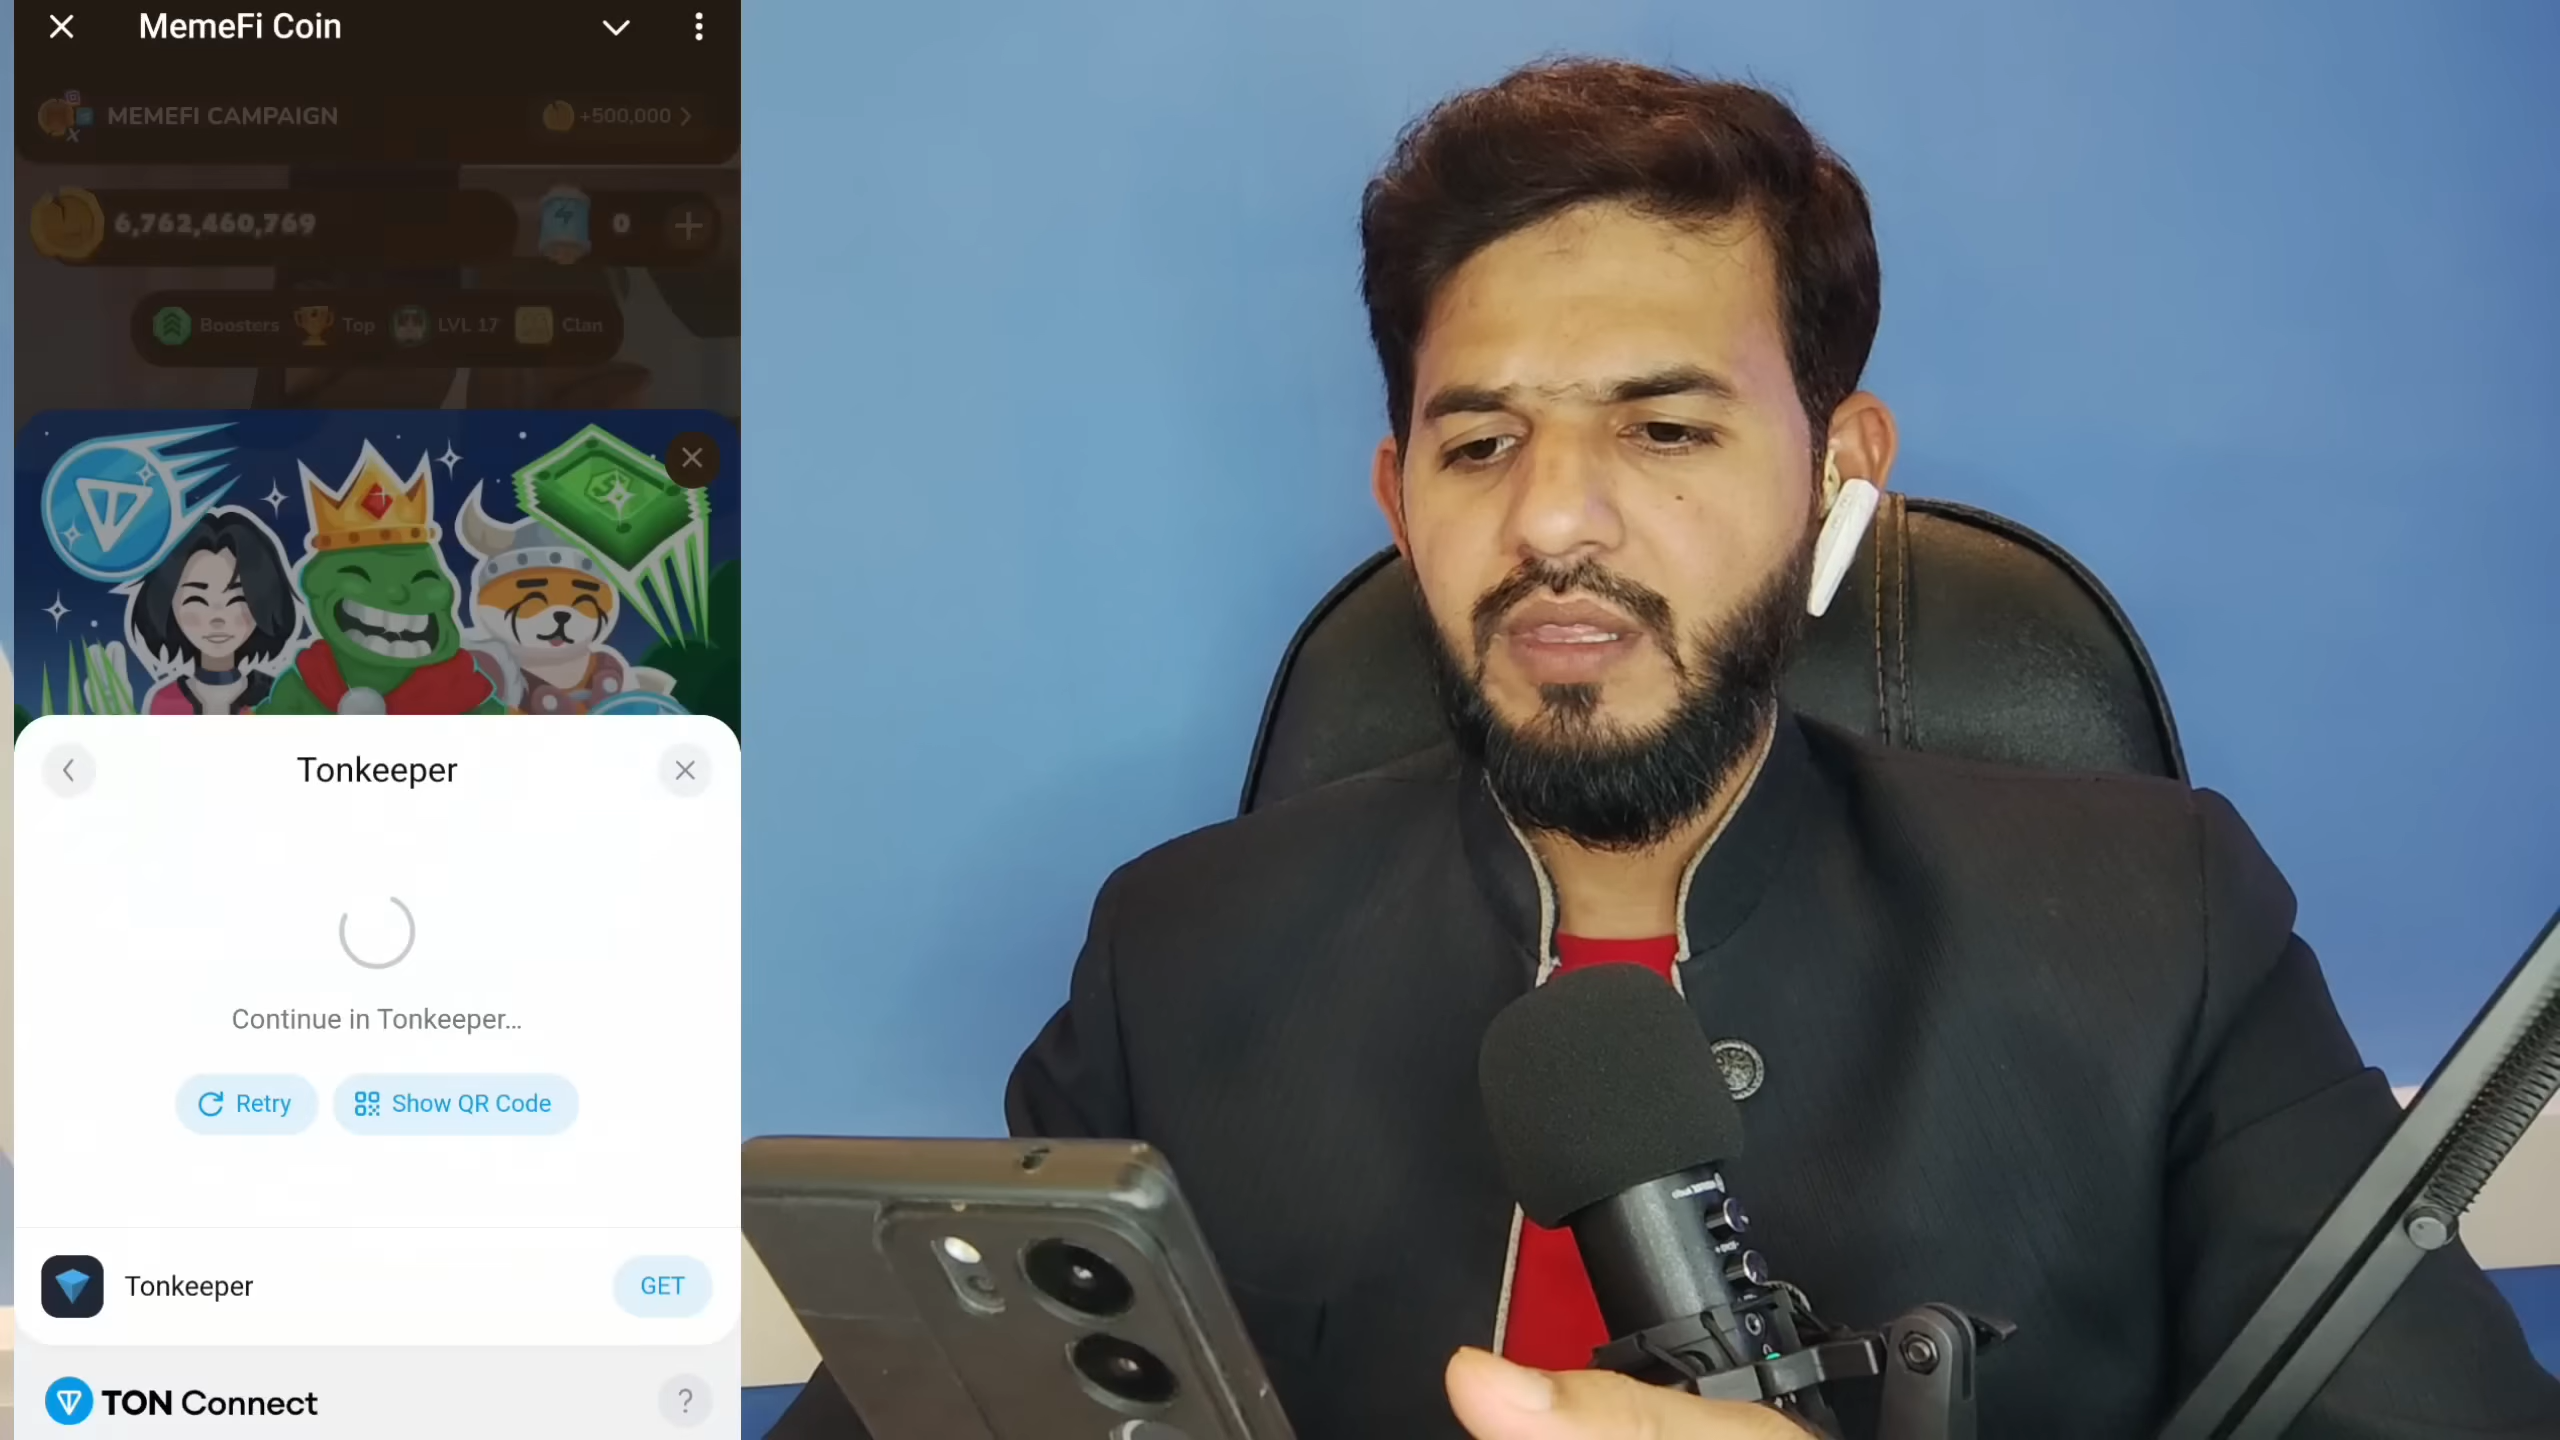 MemeFi Coin
MEMEFI CAMPAIGN
+500,000
6,762,460,769
0
Boosters Top LVL 17 Clan
Tonkeeper
Continue in Tonkeeper...
Retry
Show QR Code
Tonkeeper
GET
TON Connect
?